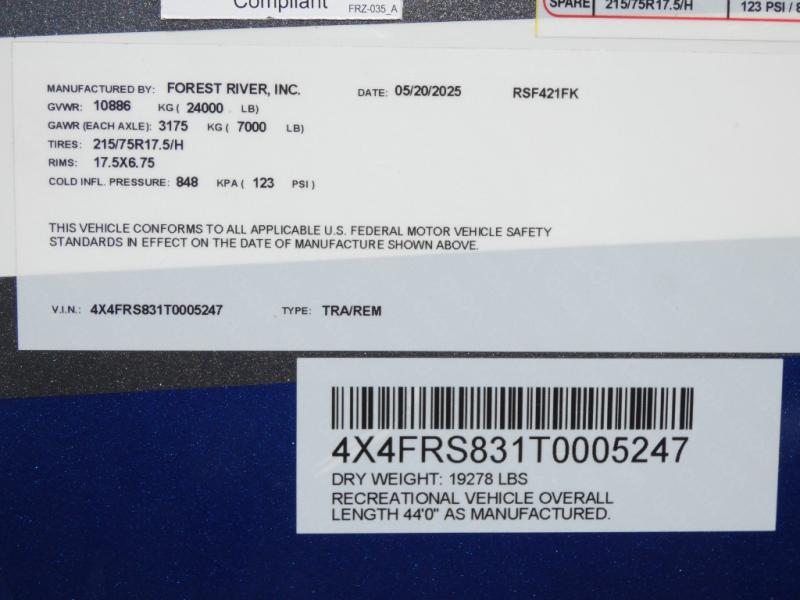 Compliant FRZ-035_A
SPARE 215/75R17.5/H 123 PSI / 8
MANUFACTURED BY: FOREST RIVER, INC. DATE: 05/20/2025 RSF421FK
GVWR: 10886 KG ( 24000 LB)
GAWR (EACH AXLE): 3175 KG ( 7000 LB)
TIRES: 215/75R17.5/H
RIMS: 17.5X6.75
COLD INFL. PRESSURE: 848 KPA ( 123 PSI )
THIS VEHICLE CONFORMS TO ALL APPLICABLE U.S. FEDERAL MOTOR VEHICLE SAFETY
STANDARDS IN EFFECT ON THE DATE OF MANUFACTURE SHOWN ABOVE.
V.I.N.: 4X4FRS831T0005247 TYPE: TRA/REM
4X4FRS831T0005247
DRY WEIGHT: 19278 LBS
RECREATIONAL VEHICLE OVERALL
LENGTH 44'0" AS MANUFACTURED.